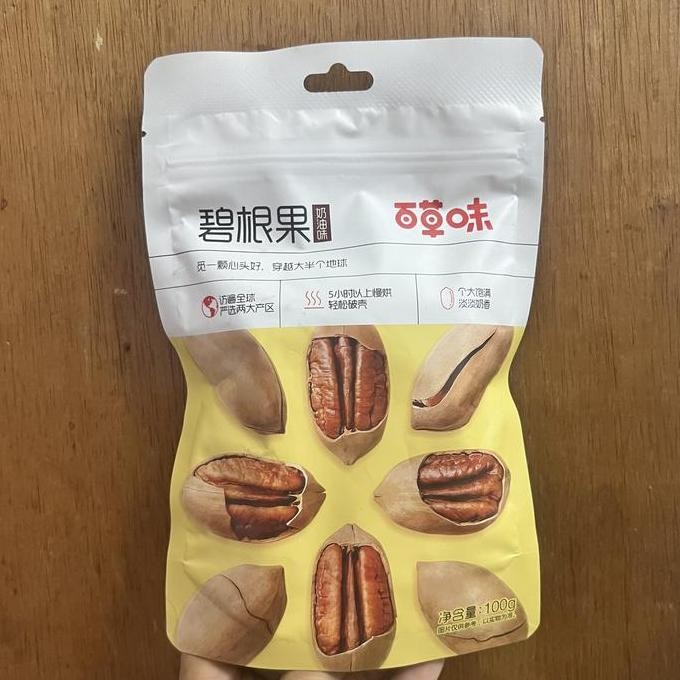 碧根果
奶油味
百草味
觅一颗心头好，穿越大半个地球
访遍全球
严选两大产区
5小时以上慢烘
轻松破壳
个大饱满
淡淡奶香
净含量：100g
图片仅供参考，以实物为准。